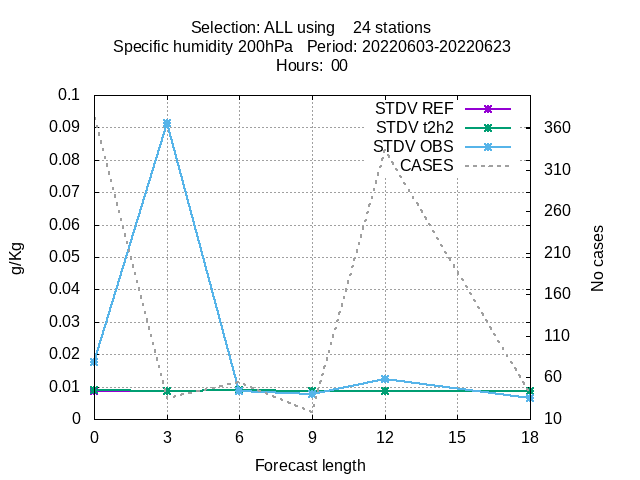 Selection: ALL using    24 stations
Specific humidity 200hPa   Period: 20220603-20220623
Hours:  00
STDV REF
STDV t2h2
STDV OBS
CASES
g/Kg
0.1
0.09
0.08
0.07
0.06
0.05
0.04
0.03
0.02
0.01
0
360
310
260
210
160
110
60
10
No cases
0 3 6 9 12 15 18
Forecast length